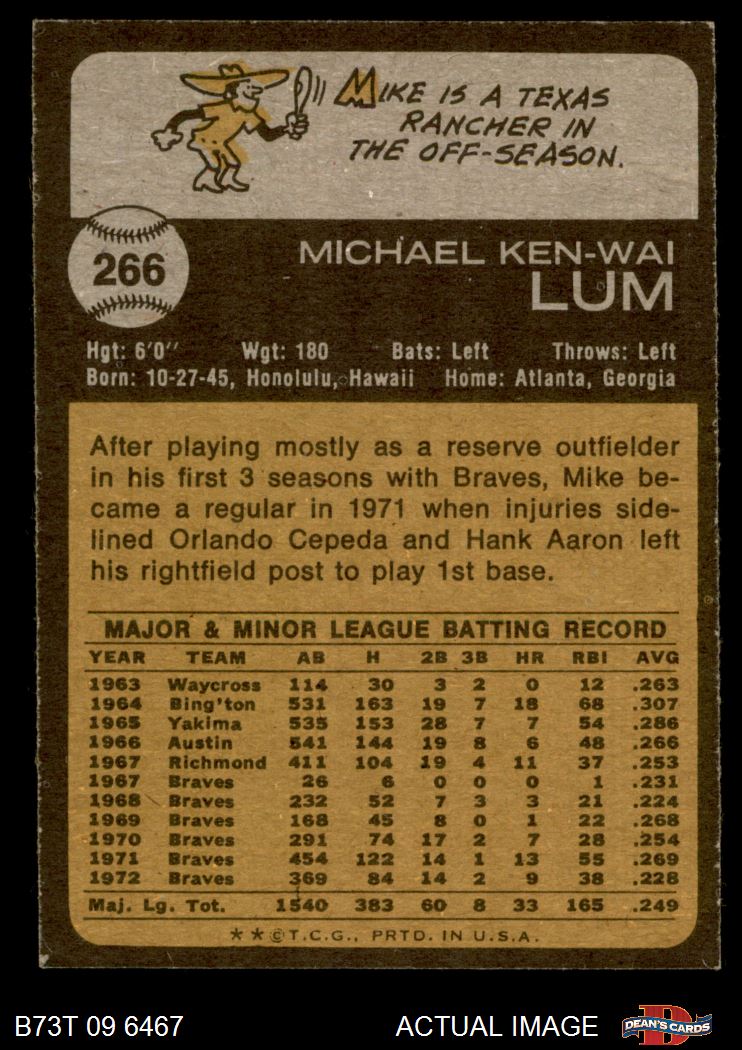 MIKE IS A TEXAS
RANCHER IN
THE OFF-SEASON.
266
MICHAEL KEN-WAI
LUM
Hgt: 6'0" Wgt: 180 Bats: Left Throws: Left
Born: 10-27-45, Honolulu, Hawaii Home: Atlanta, Georgia
After playing mostly as a reserve outfielder
in his first 3 seasons with Braves, Mike be-
came a regular in 1971 when injuries side-
lined Orlando Cepeda and Hank Aaron left
his rightfield post to play 1st base.
MAJOR & MINOR LEAGUE BATTING RECORD
YEAR TEAM AB H 2B 3B HR RBI AVG
1963 Waycross 114 30 3 2 0 12 .263
1964 Bing'ton 531 163 19 7 18 68 .307
1965 Yakima 535 153 28 7 7 54 .286
1966 Austin 541 144 19 8 6 48 .266
1967 Richmond 411 104 19 4 11 37 .253
1967 Braves 26 6 0 0 0 1 .231
1968 Braves 232 52 7 3 3 21 .224
1969 Braves 168 45 8 0 1 22 .268
1970 Braves 291 74 17 2 7 28 .254
1971 Braves 454 122 14 1 13 55 .269
1972 Braves 369 84 14 2 9 38 .228
Maj. Lg. Tot. 1540 383 60 8 33 165 .249
**©T.C.G., PRTD. IN U.S.A.
B73T 09 6467 ACTUAL IMAGE D DEAN'S CARDS